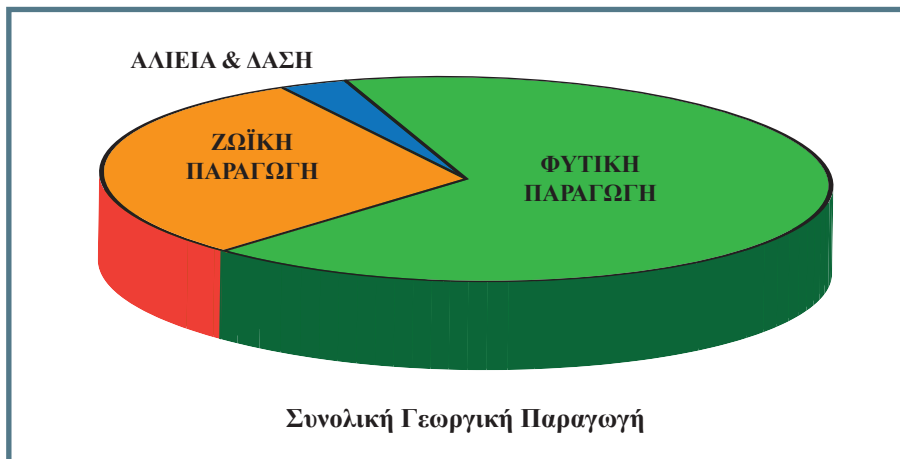 ΑΛΙΕΙΑ & ΔΑΣΗ
ΖΩΪΚΗ
ΠΑΡΑΓΩΓΗ
ΦΥΤΙΚΗ
ΠΑΡΑΓΩΓΗ
Συνολική Γεωργική Παραγωγή